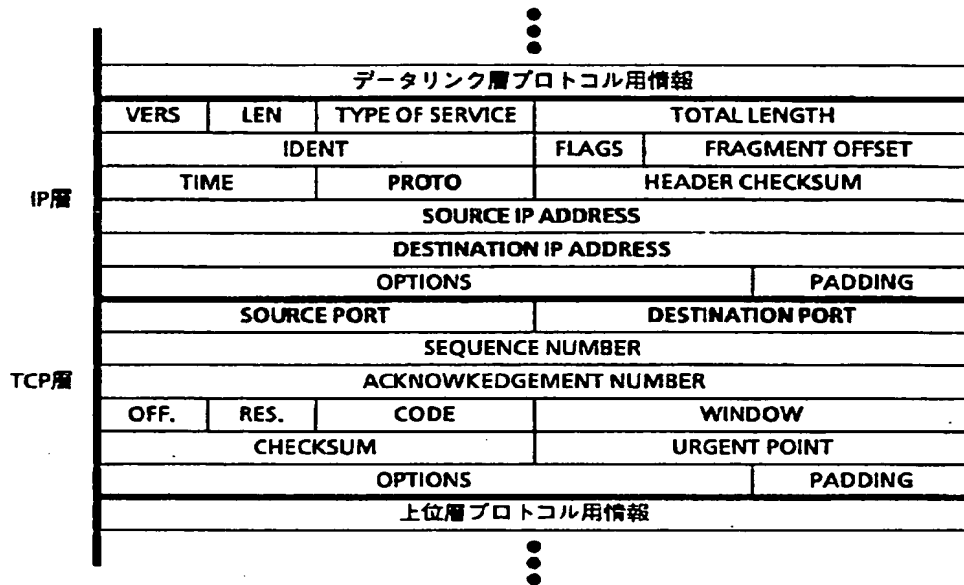 データリンク層プロトコル用情報
VERS LEN TYPE OF SERVICE TOTAL LENGTH
IDENT FLAGS FRAGMENT OFFSET
TIME PROTO HEADER CHECKSUM
IP層
SOURCE IP ADDRESS
DESTINATION IP ADDRESS
OPTIONS PADDING
SOURCE PORT DESTINATION PORT
SEQUENCE NUMBER
TCP層
ACKNOWKEDGEMENT NUMBER
OFF. RES. CODE WINDOW
CHECKSUM URGENT POINT
OPTIONS PADDING
上位層プロトコル用情報